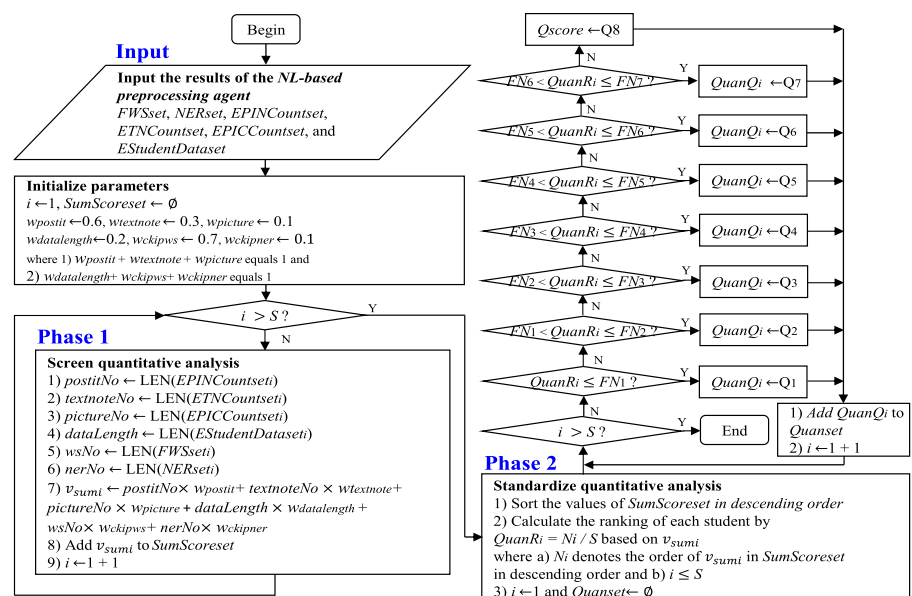 Begin
Input
Input the results of the NL-based
preprocessing agent
FWSset, NERset, EPINCountset,
ETNCountset, EPICCountset, and
EStudentDataset
Initialize parameters
i ←1, SumScoreset ← ∅
wpostit ←0.6, wtextnote ← 0.3, wpicture ← 0.1
wdatalength←0.2, wckipws ← 0.7, wckipner ← 0.1
where 1) wpostit + wtextnote + wpicture equals 1 and
2) wdatalength+ wckipws+ wckipner equals 1
i > S ?
Y
N
Phase 1
Screen quantitative analysis
1) postitNo ← LEN(EPINCountseti)
2) textnoteNo ← LEN(ETNCountseti)
3) pictureNo ← LEN(EPICCountseti)
4) dataLength ← LEN(EStudentDataseti)
5) wsNo ← LEN(FWSseti)
6) nerNo ← LEN(NERseti)
7) vsumi ← postitNo× wpostit+ textnoteNo × wtextnote+
pictureNo × wpicture + dataLength × wdatalength +
wsNo× wckipws+ nerNo× wckipner
8) Add vsumi to SumScoreset
9) i ←1 + 1
Qscore ←Q8
N
FN6 < QuanRi ≤ FN7 ?
Y
QuanQi ←Q7
N
FN5 < QuanRi ≤ FN6 ?
Y
QuanQi ←Q6
N
FN4 < QuanRi ≤ FN5 ?
Y
QuanQi ←Q5
N
FN3 < QuanRi ≤ FN4 ?
Y
QuanQi ←Q4
N
FN2 < QuanRi ≤ FN3 ?
Y
QuanQi ←Q3
N
FN1 < QuanRi ≤ FN2 ?
Y
QuanQi ←Q2
N
QuanRi ≤ FN1 ?
Y
QuanQi ←Q1
N
i > S ?
Y
End
1) Add QuanQi to
Quanset
2) i ←1 + 1
Phase 2
Standardize quantitative analysis
1) Sort the values of SumScoreset in descending order
2) Calculate the ranking of each student by
QuanRi = Ni / S based on vsumi
where a) Ni denotes the order of vsumi in SumScoreset
in descending order and b) i ≤ S
3) i ←1 and Quanset← ∅